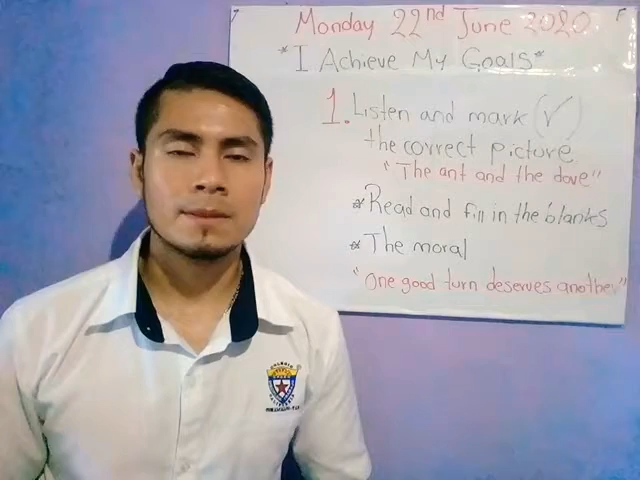 Monday 22nd June 2020
*I Achieve My Goals*
1. Listen and mark (✓)
the correct picture
"The ant and the dove"
* Read and fill in the blanks
* The moral
"One good turn deserves another"